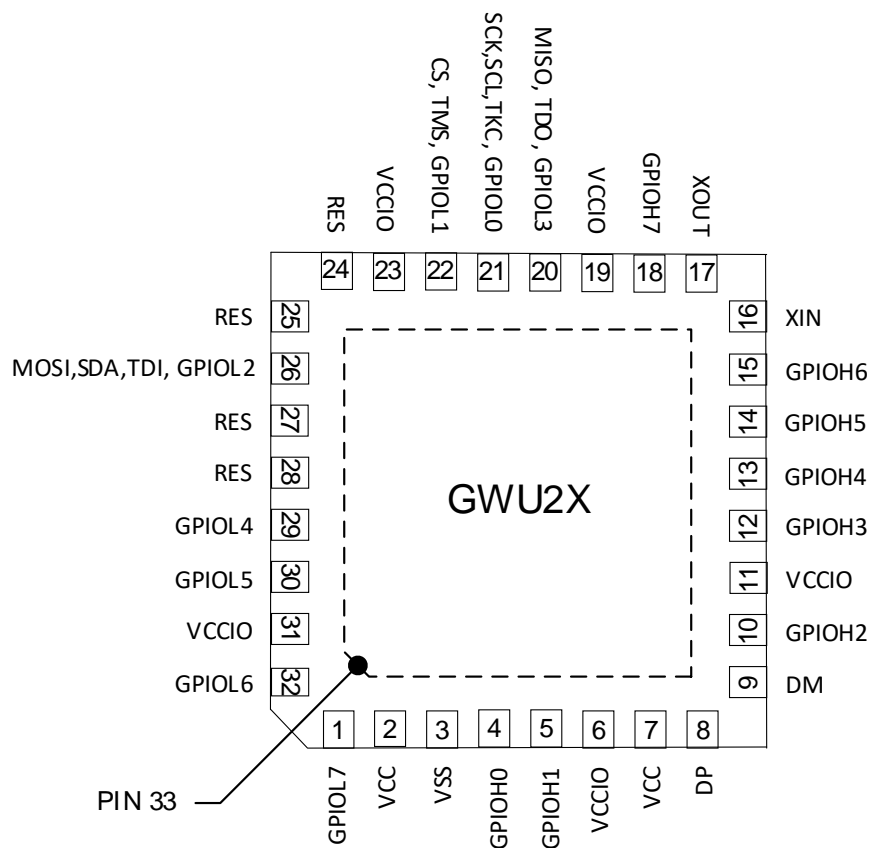 RES
VCCIO
CS, TMS, GPIOL1
SCK,SCL,TKC, GPIOL0
MISO, TDO, GPIOL3
VCCIO
GPIOH7
XOUT
24
23
22
21
20
19
18
17
RES
25
MOSI,SDA,TDI, GPIOL2
26
RES
27
RES
28
GPIOL4
29
GPIOL5
30
VCCIO
31
GPIOL6
32
GWU2X
16
XIN
15
GPIOH6
14
GPIOH5
13
GPIOH4
12
GPIOH3
11
VCCIO
10
GPIOH2
9
DM
1
2
3
4
5
6
7
8
GPIOL7
VCC
VSS
GPIOH0
GPIOH1
VCCIO
VCC
DP
PIN 33